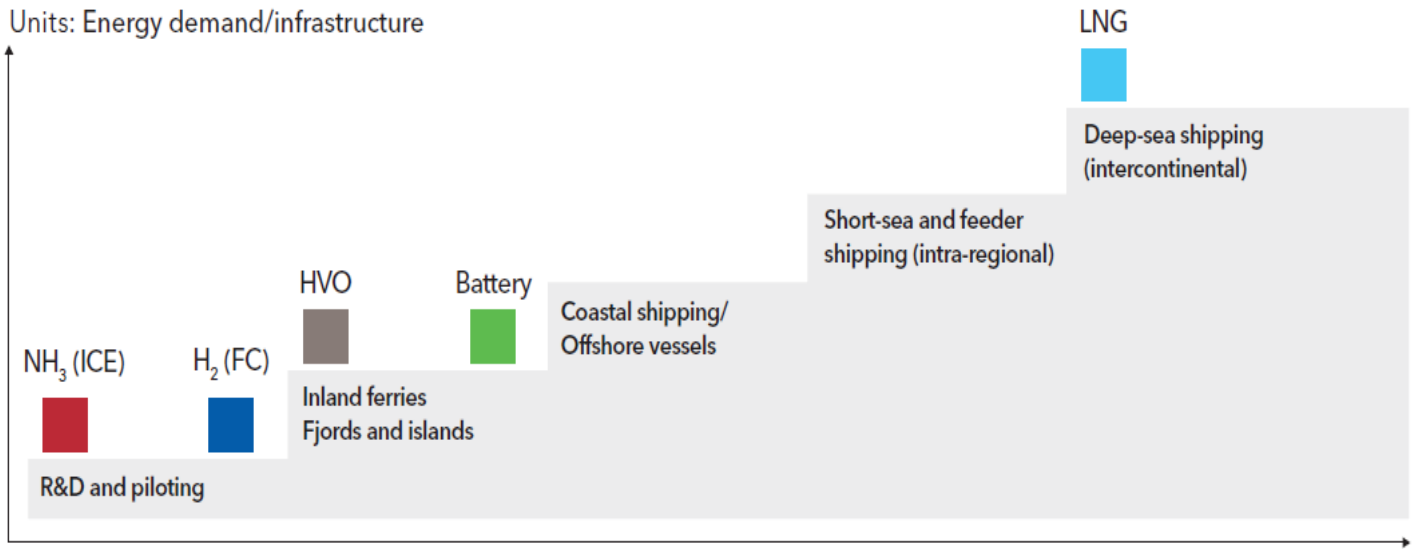 Units: Energy demand/infrastructure
LNG
Deep-sea shipping
(intercontinental)
Short-sea and feeder
shipping (intra-regional)
HVO
Battery
Coastal shipping/
Offshore vessels
NH₃ (ICE)
H₂ (FC)
Inland ferries
Fjords and islands
R&D and piloting